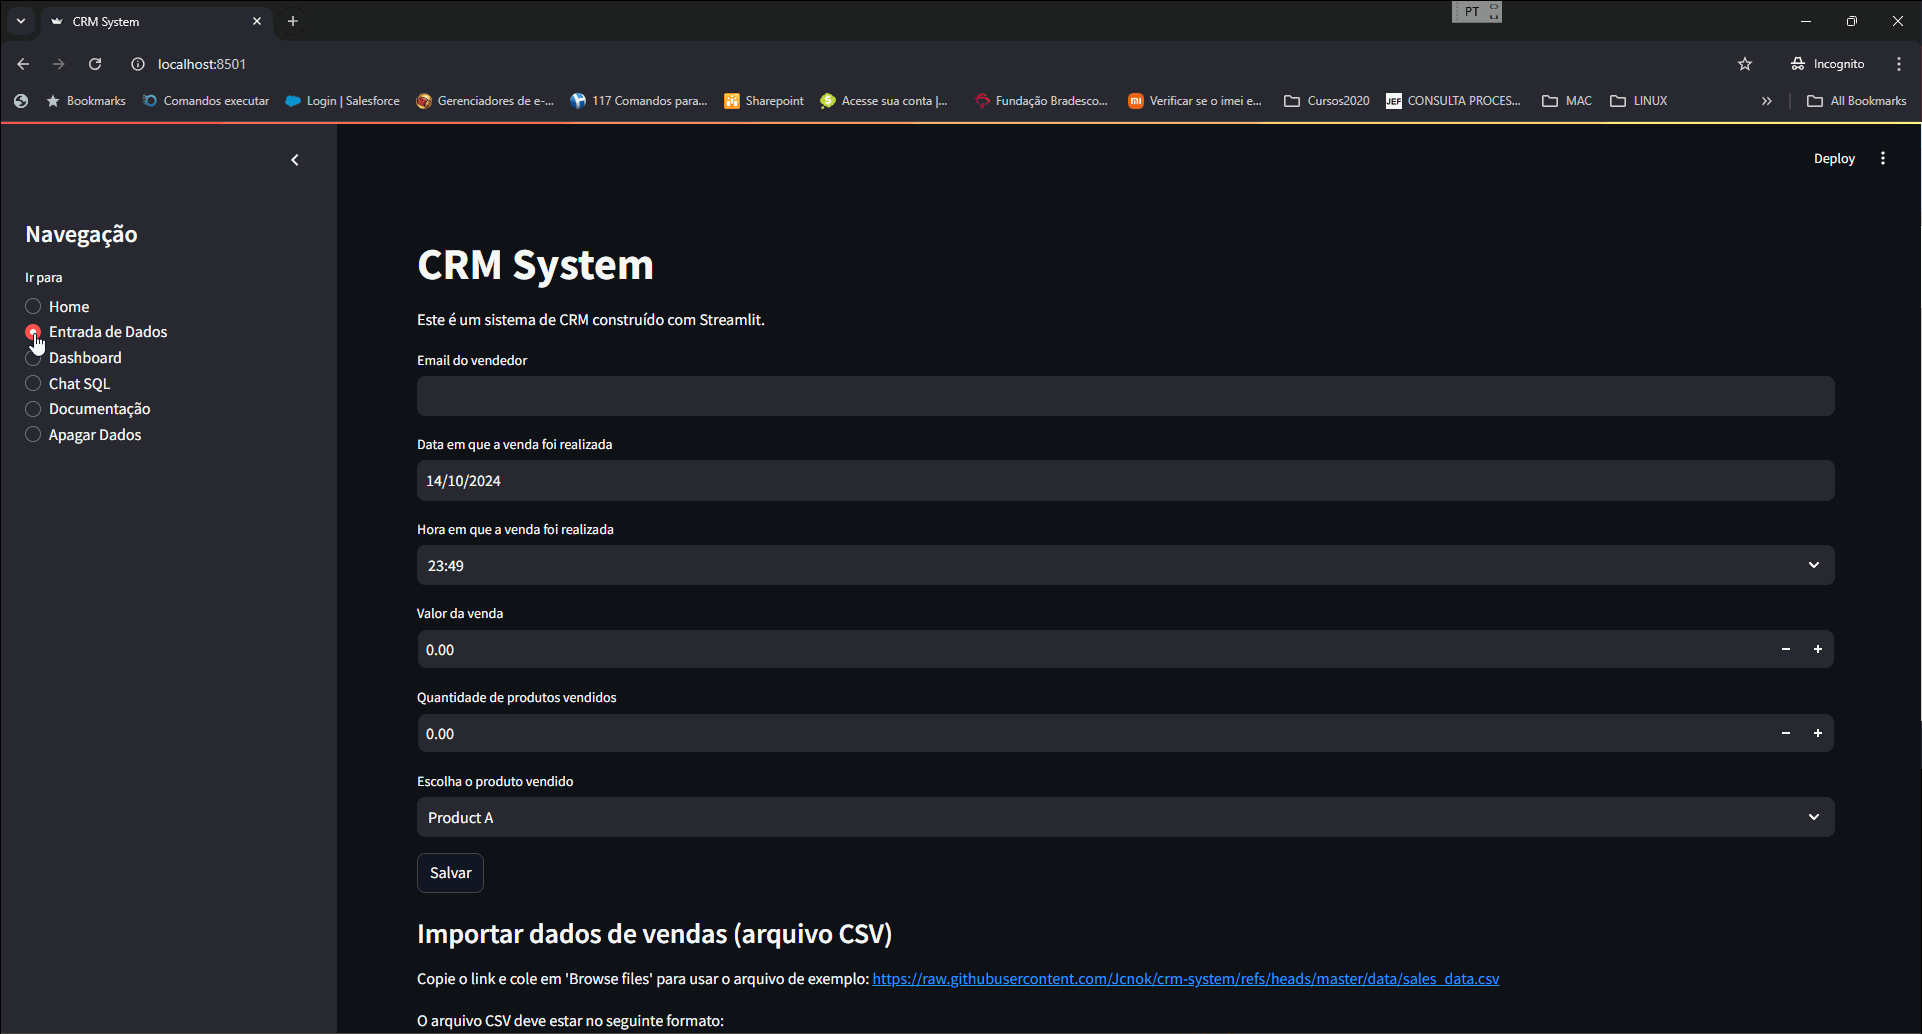 CRM System
PT
localhost:8501
Incognito
Bookmarks
Comandos executar
Login | Salesforce
Gerenciadores de e-...
117 Comandos para...
Sharepoint
Acesse sua conta |...
Fundação Bradesco...
Verificar se o imei e...
Cursos2020
JEF CONSULTA PROCES...
MAC
LINUX
All Bookmarks
Deploy
Navegação
Ir para
Home
Entrada de Dados
Dashboard
Chat SQL
Documentação
Apagar Dados
CRM System
Este é um sistema de CRM construído com Streamlit.
Email do vendedor
Data em que a venda foi realizada
14/10/2024
Hora em que a venda foi realizada
23:49
Valor da venda
0.00
Quantidade de produtos vendidos
0.00
Escolha o produto vendido
Product A
Salvar
Importar dados de vendas (arquivo CSV)
Copie o link e cole em 'Browse files' para usar o arquivo de exemplo: https://raw.githubusercontent.com/Jcnok/crm-system/refs/heads/master/data/sales_data.csv
O arquivo CSV deve estar no seguinte formato: